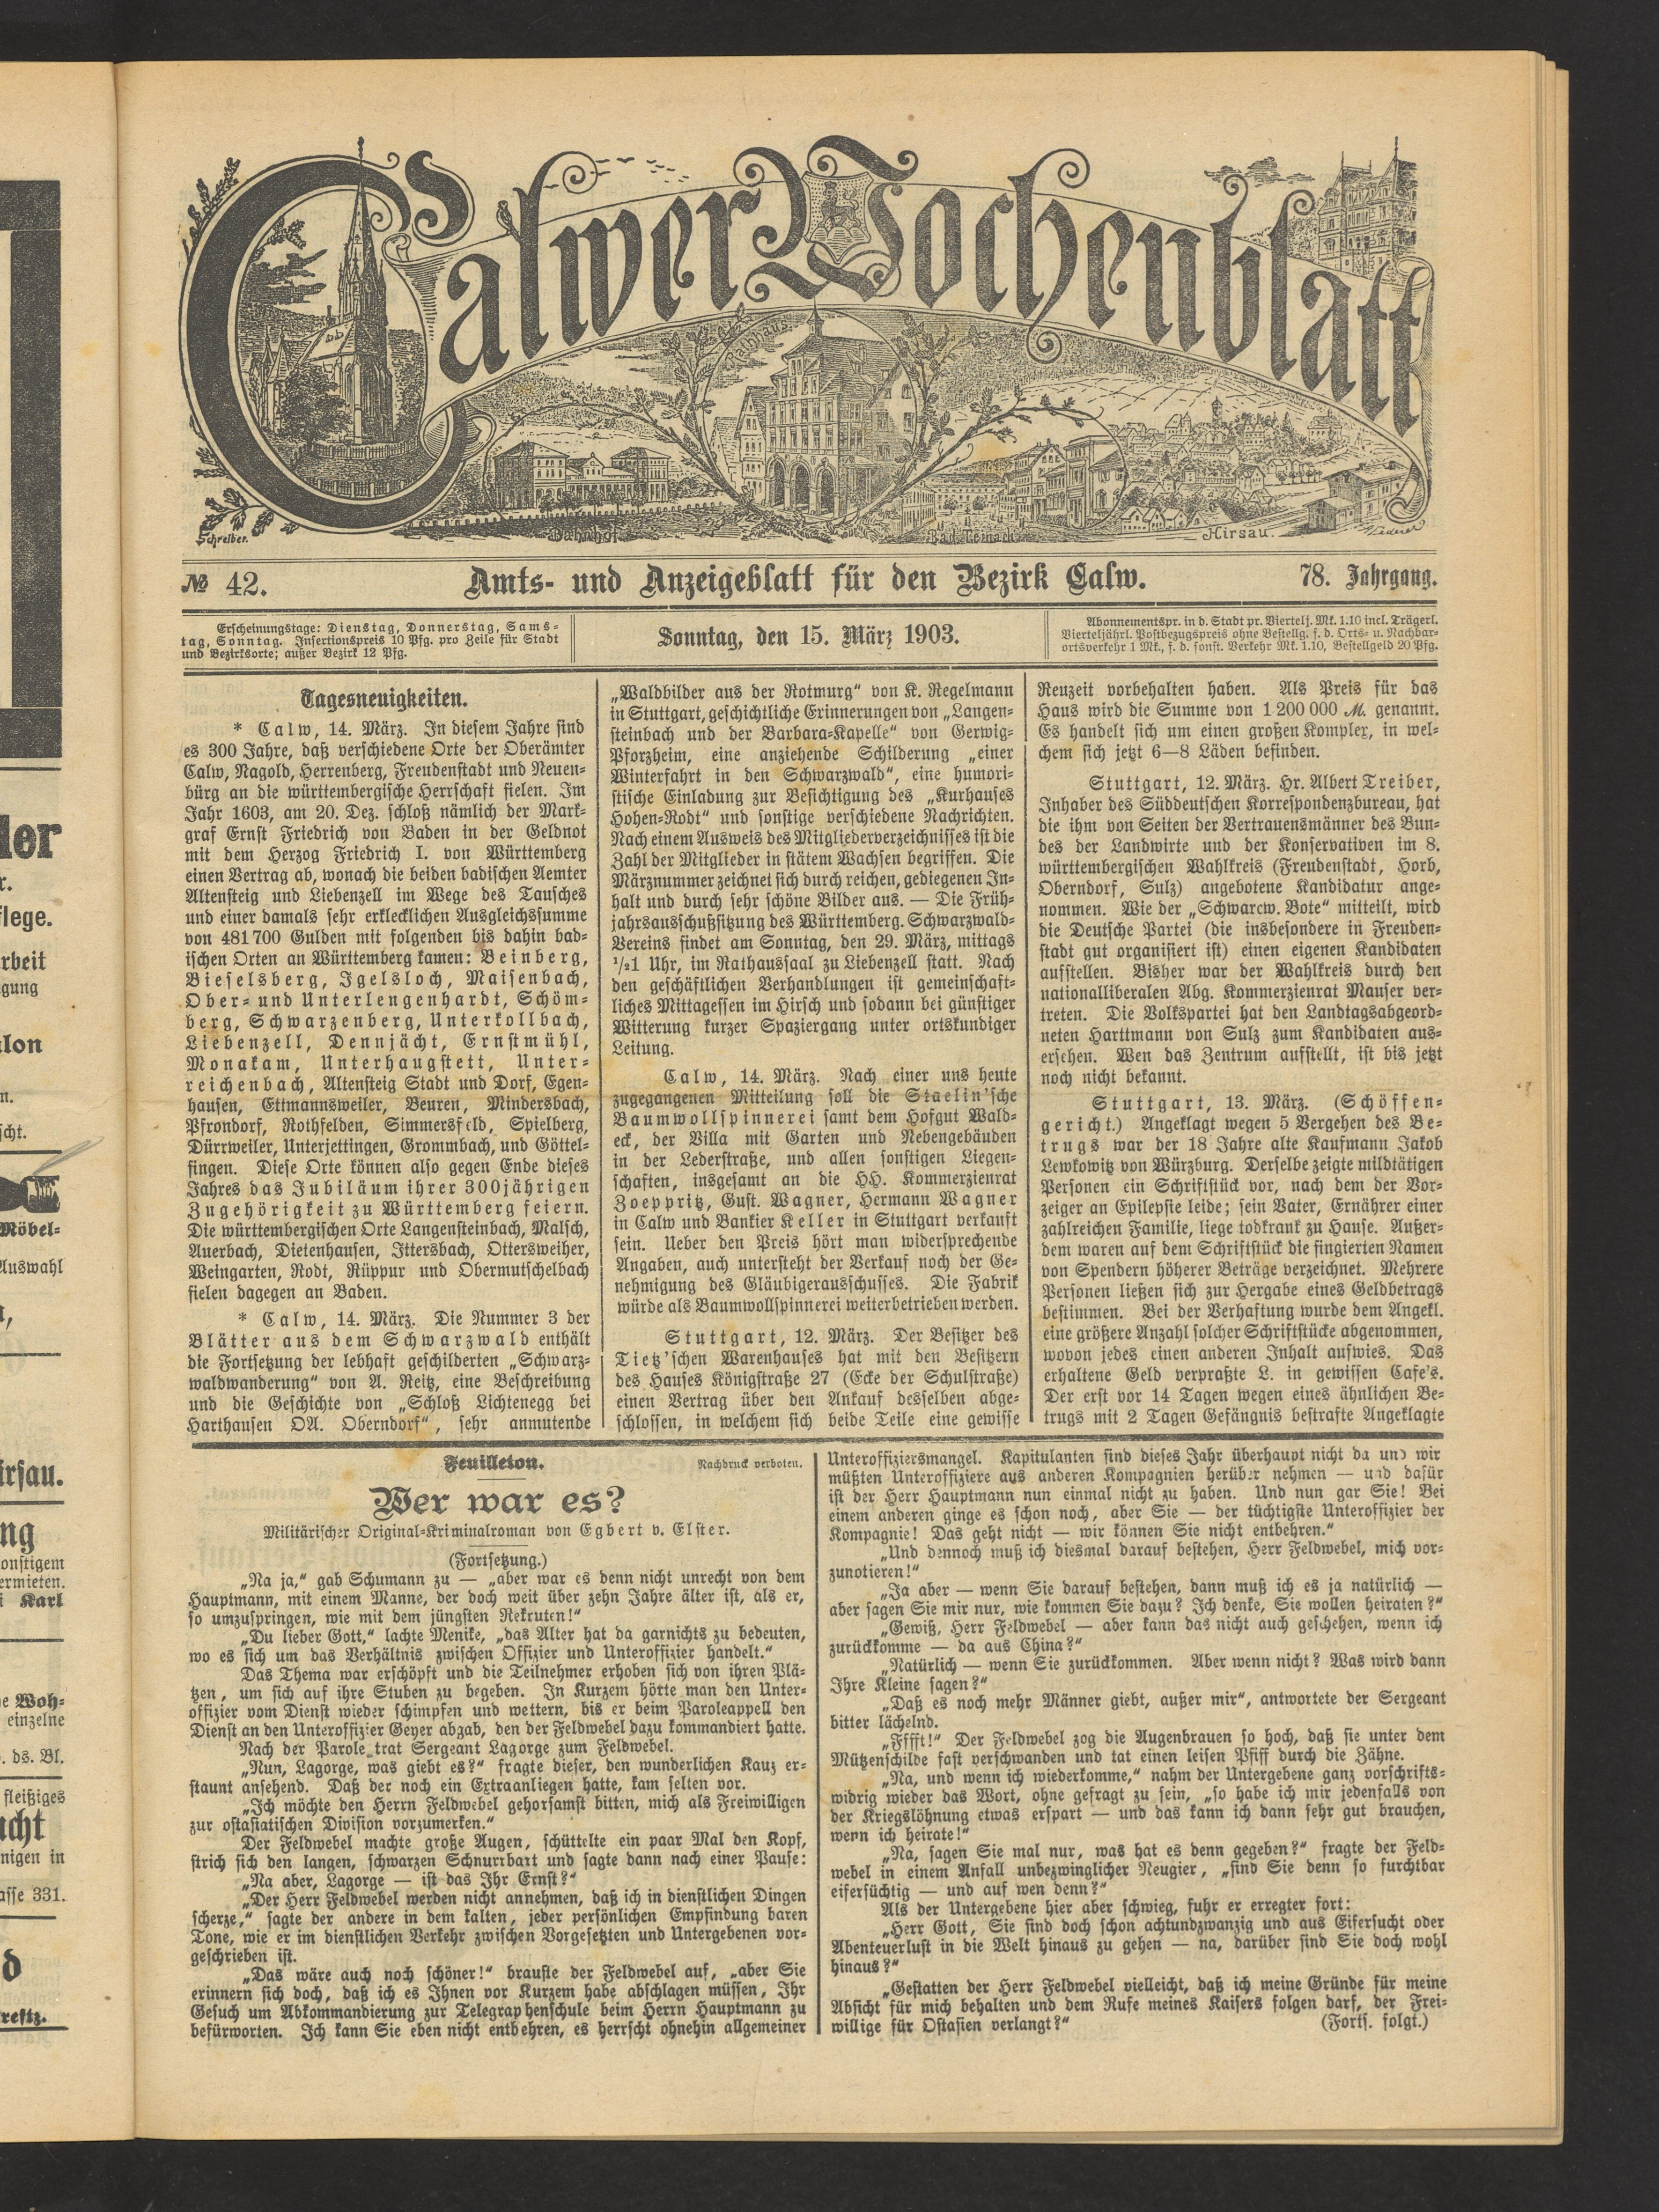 Calwer Wochenblatt
Rathaus.
Schreiber.
Bahnhof.
Bad Teinach.
Hirsau.
№ 42.
Amts- und Anzeigeblatt für den Bezirk Calw.
78. Jahrgang.
Erscheinungstage: Dienstag, Donnerstag, Sams-
tag, Sonntag. Insertionspreis 10 Pfg. pro Zeile für Stadt
und Bezirksorte; außer Bezirk 12 Pfg.
Sonntag, den 15. März 1903.
Abonnementspr. in d. Stadt pr. Viertelj. Mk. 1.10 incl. Trägerl.
Vierteljährl. Postbezugspreis ohne Bestellg. f. d. Orts- u. Nachbar-
ortsverkehr 1 Mk., f. d. sonst. Verkehr Mk. 1.10, Bestellgeld 20 Pfg.
Tagesneuigkeiten.
* Calw, 14. März. In diesem Jahre sind
es 300 Jahre, daß verschiedene Orte der Oberämter
Calw, Nagold, Herrenberg, Freudenstadt und Neuen-
bürg an die württembergische Herrschaft fielen. Im
Jahr 1603, am 20. Dez. schloß nämlich der Mark-
graf Ernst Friedrich von Baden in der Geldnot
mit dem Herzog Friedrich I. von Württemberg
einen Vertrag ab, wonach die beiden badischen Aemter
Altensteig und Liebenzell im Wege des Tausches
und einer damals sehr erklecklichen Ausgleichssumme
von 481700 Gulden mit folgenden bis dahin bad-
ischen Orten an Württemberg kamen: Beinberg,
Bieselsberg, Igelsloch, Maisenbach,
Ober- und Unterlengenhardt, Schöm-
berg, Schwarzenberg, Unterkollbach,
Liebenzell, Dennjächt, Ernstmühl,
Monakam, Unterhaugstett, Unter-
reichenbach, Altensteig Stadt und Dorf, Egen-
hausen, Ettmannsweiler, Beuren, Mindersbach,
Pfrondorf, Rothfelden, Simmersfeld, Spielberg,
Dürrweiler, Unterjettingen, Grommbach, und Göttel-
fingen. Diese Orte können also gegen Ende dieses
Jahres das Jubiläum ihrer 300jährigen
Zugehörigkeit zu Württemberg feiern.
Die württembergischen Orte Langensteinbach, Malsch,
Auerbach, Dietenhausen, Ittersbach, Ottersweiher,
Weingarten, Rodt, Rüppur und Obermutschelbach
fielen dagegen an Baden.
* Calw, 14. März. Die Nummer 3 der
Blätter aus dem Schwarzwald enthält
die Fortsetzung der lebhaft geschilderten „Schwarz-
waldwanderung“ von A. Reitz, eine Beschreibung
und die Geschichte von „Schloß Lichtenegg bei
Harthausen OA. Oberndorf“, sehr anmutende
„Waldbilder aus der Rotmurg“ von K. Regelmann
in Stuttgart, geschichtliche Erinnerungen von „Langen-
steinbach und der Barbara-Kapelle“ von Gerwig-
Pforzheim, eine anziehende Schilderung „einer
Winterfahrt in den Schwarzwald“, eine humori-
stische Einladung zur Besichtigung des „Kurhauses
Hohen-Rodt“ und sonstige verschiedene Nachrichten.
Nach einem Ausweis des Mitgliederverzeichnisses ist die
Zahl der Mitglieder in stätem Wachsen begriffen. Die
Märznummer zeichnet sich durch reichen, gediegenen In-
halt und durch sehr schöne Bilder aus. — Die Früh-
jahrsausschußsitzung des Württemberg. Schwarzwald-
Vereins findet am Sonntag, den 29. März, mittags
½1 Uhr, im Rathaussaal zu Liebenzell statt. Nach
den geschäftlichen Verhandlungen ist gemeinschaft-
liches Mittagessen im Hirsch und sodann bei günstiger
Witterung kurzer Spaziergang unter ortskundiger
Leitung.
Calw, 14. März. Nach einer uns heute
zugegangenen Mitteilung soll die Staelin'sche
Baumwollspinnerei samt dem Hofgut Wald-
eck, der Villa mit Garten und Nebengebäuden
in der Lederstraße, und allen sonstigen Liegen-
schaften, insgesamt an die HH. Kommerzienrat
Zoeppritz, Gust. Wagner, Hermann Wagner
in Calw und Bankier Keller in Stuttgart verkauft
sein. Ueber den Preis hört man widersprechende
Angaben, auch untersteht der Verkauf noch der Ge-
nehmigung des Gläubigerausschusses. Die Fabrik
würde als Baumwollspinnerei weiterbetrieben werden.
Stuttgart, 12. März. Der Besitzer des
Tietz'schen Warenhauses hat mit den Besitzern
des Hauses Königstraße 27 (Ecke der Schulstraße)
einen Vertrag über den Ankauf desselben abge-
schlossen, in welchem sich beide Teile eine gewisse
Neuzeit vorbehalten haben. Als Preis für das
Haus wird die Summe von 1 200 000 M. genannt.
Es handelt sich um einen großen Komplex, in wel-
chem sich jetzt 6—8 Läden befinden.
Stuttgart, 12. März. Hr. Albert Treiber,
Inhaber des Süddeutschen Korrespondenzbureau, hat
die ihm von Seiten der Vertrauensmänner des Bun-
des der Landwirte und der Konservativen im 8.
württembergischen Wahlkreis (Freudenstadt, Horb,
Oberndorf, Sulz) angebotene Kandidatur ange-
nommen. Wie der „Schwarcw. Bote“ mitteilt, wird
die Deutsche Partei (die insbesondere in Freuden-
stadt gut organisiert ist) einen eigenen Kandidaten
aufstellen. Bisher war der Wahlkreis durch den
nationalliberalen Abg. Kommerzienrat Mauser ver-
treten. Die Volkspartei hat den Landtagsabgeord-
neten Harttmann von Sulz zum Kandidaten aus-
ersehen. Wen das Zentrum aufstellt, ist bis jetzt
noch nicht bekannt.
Stuttgart, 13. März. (Schöffen-
gericht.) Angeklagt wegen 5 Vergehen des Be-
trugs war der 18 Jahre alte Kaufmann Jakob
Lewkowitz von Würzburg. Derselbe zeigte mildtätigen
Personen ein Schriftstück vor, nach dem der Vor-
zeiger an Epilepsie leide; sein Vater, Ernährer einer
zahlreichen Familie, liege todkrank zu Hause. Außer-
dem waren auf dem Schriftstück die fingierten Namen
von Spendern höherer Beträge verzeichnet. Mehrere
Personen ließen sich zur Hergabe eines Geldbetrags
bestimmen. Bei der Verhaftung wurde dem Angekl.
eine größere Anzahl solcher Schriftstücke abgenommen,
wovon jedes einen anderen Inhalt aufwies. Das
erhaltene Geld verpraßte L. in gewissen Cafe's.
Der erst vor 14 Tagen wegen eines ähnlichen Be-
trugs mit 2 Tagen Gefängnis bestrafte Angeklagte
Feuilleton.
Nachdruck verboten.
Wer war es?
Militärischer Original-Kriminalroman von Egbert v. Elster.
(Fortsetzung.)
„Na ja,“ gab Schumann zu — „aber war es denn nicht unrecht von dem
Hauptmann, mit einem Manne, der doch weit über zehn Jahre älter ist, als er,
so umzuspringen, wie mit dem jüngsten Rekruten!“
„Du lieber Gott,“ lachte Menike, „das Alter hat da garnichts zu bedeuten,
wo es sich um das Verhältnis zwischen Offizier und Unteroffizier handelt.“
Das Thema war erschöpft und die Teilnehmer erhoben sich von ihren Plä-
tzen, um sich auf ihre Stuben zu begeben. In Kurzem hörte man den Unter-
offizier vom Dienst wieder schimpfen und wettern, bis er beim Paroleappell den
Dienst an den Unteroffizier Geyer abgab, den der Feldwebel dazu kommandiert hatte.
Nach der Parole trat Sergeant Lagorge zum Feldwebel.
„Nun, Lagorge, was giebt es?“ fragte dieser, den wunderlichen Kauz er-
staunt ansehend. Daß der noch ein Extraanliegen hatte, kam selten vor.
„Ich möchte den Herrn Feldwebel gehorsamst bitten, mich als Freiwilligen
zur ostasiatischen Division vorzumerken.“
Der Feldwebel machte große Augen, schüttelte ein paar Mal den Kopf,
strich sich den langen, schwarzen Schnurrbart und sagte dann nach einer Pause:
„Na aber, Lagorge — ist das Ihr Ernst?“
„Der Herr Feldwebel werden nicht annehmen, daß ich in dienstlichen Dingen
scherze,“ sagte der andere in dem kalten, jeder persönlichen Empfindung baren
Tone, wie er im dienstlichen Verkehr zwischen Vorgesetzten und Untergebenen vor-
geschrieben ist.
„Das wäre auch noch schöner!“ brauste der Feldwebel auf, „aber Sie
erinnern sich doch, daß ich es Ihnen vor Kurzem habe abschlagen müssen, Ihr
Gesuch um Abkommandierung zur Telegraphenschule beim Herrn Hauptmann zu
befürworten. Ich kann Sie eben nicht entbehren, es herrscht ohnehin allgemeiner
Unteroffiziersmangel. Kapitulanten sind dieses Jahr überhaupt nicht da und wir
müßten Unteroffiziere aus anderen Kompagnien herüber nehmen — und dafür
ist der Herr Hauptmann nun einmal nicht zu haben. Und nun gar Sie! Bei
einem anderen ginge es schon noch, aber Sie — der tüchtigste Unteroffizier der
Kompagnie! Das geht nicht — wir können Sie nicht entbehren.“
„Und dennoch muß ich diesmal darauf bestehen, Herr Feldwebel, mich vor-
zunotieren!“
„Ja aber — wenn Sie darauf bestehen, dann muß ich es ja natürlich —
aber sagen Sie mir nur, wie kommen Sie dazu? Ich denke, Sie wollen heiraten?“
„Gewiß, Herr Feldwebel — aber kann das nicht auch geschehen, wenn ich
zurückkomme — da aus China?“
„Natürlich — wenn Sie zurückkommen. Aber wenn nicht? Was wird dann
Ihre Kleine sagen?“
„Daß es noch mehr Männer giebt, außer mir“, antwortete der Sergeant
bitter lächelnd.
„Fffft!“ Der Feldwebel zog die Augenbrauen so hoch, daß sie unter dem
Mützenschilde fast verschwanden und tat einen leisen Pfiff durch die Zähne.
„Na, und wenn ich wiederkomme,“ nahm der Untergebene ganz vorschrifts-
widrig wieder das Wort, ohne gefragt zu sein, „so habe ich mir jedenfalls von
der Kriegslöhnung etwas erspart — und das kann ich dann sehr gut brauchen,
wenn ich heirate!“
„Na, sagen Sie mal nur, was hat es denn gegeben?“ fragte der Feld-
webel in einem Anfall unbezwinglicher Neugier, „sind Sie denn so furchtbar
eifersüchtig — und auf wen denn?“
Als der Untergebene hier aber schwieg, fuhr er erregter fort:
„Herr Gott, Sie sind doch schon achtundzwanzig und aus Eifersucht oder
Abenteuerlust in die Welt hinaus zu gehen — na, darüber sind Sie doch wohl
hinaus?“
„Gestatten der Herr Feldwebel vielleicht, daß ich meine Gründe für meine
Absicht für mich behalten und dem Rufe meines Kaisers folgen darf, der Frei-
willige für Ostasien verlangt?“
(Forts. folgt.)